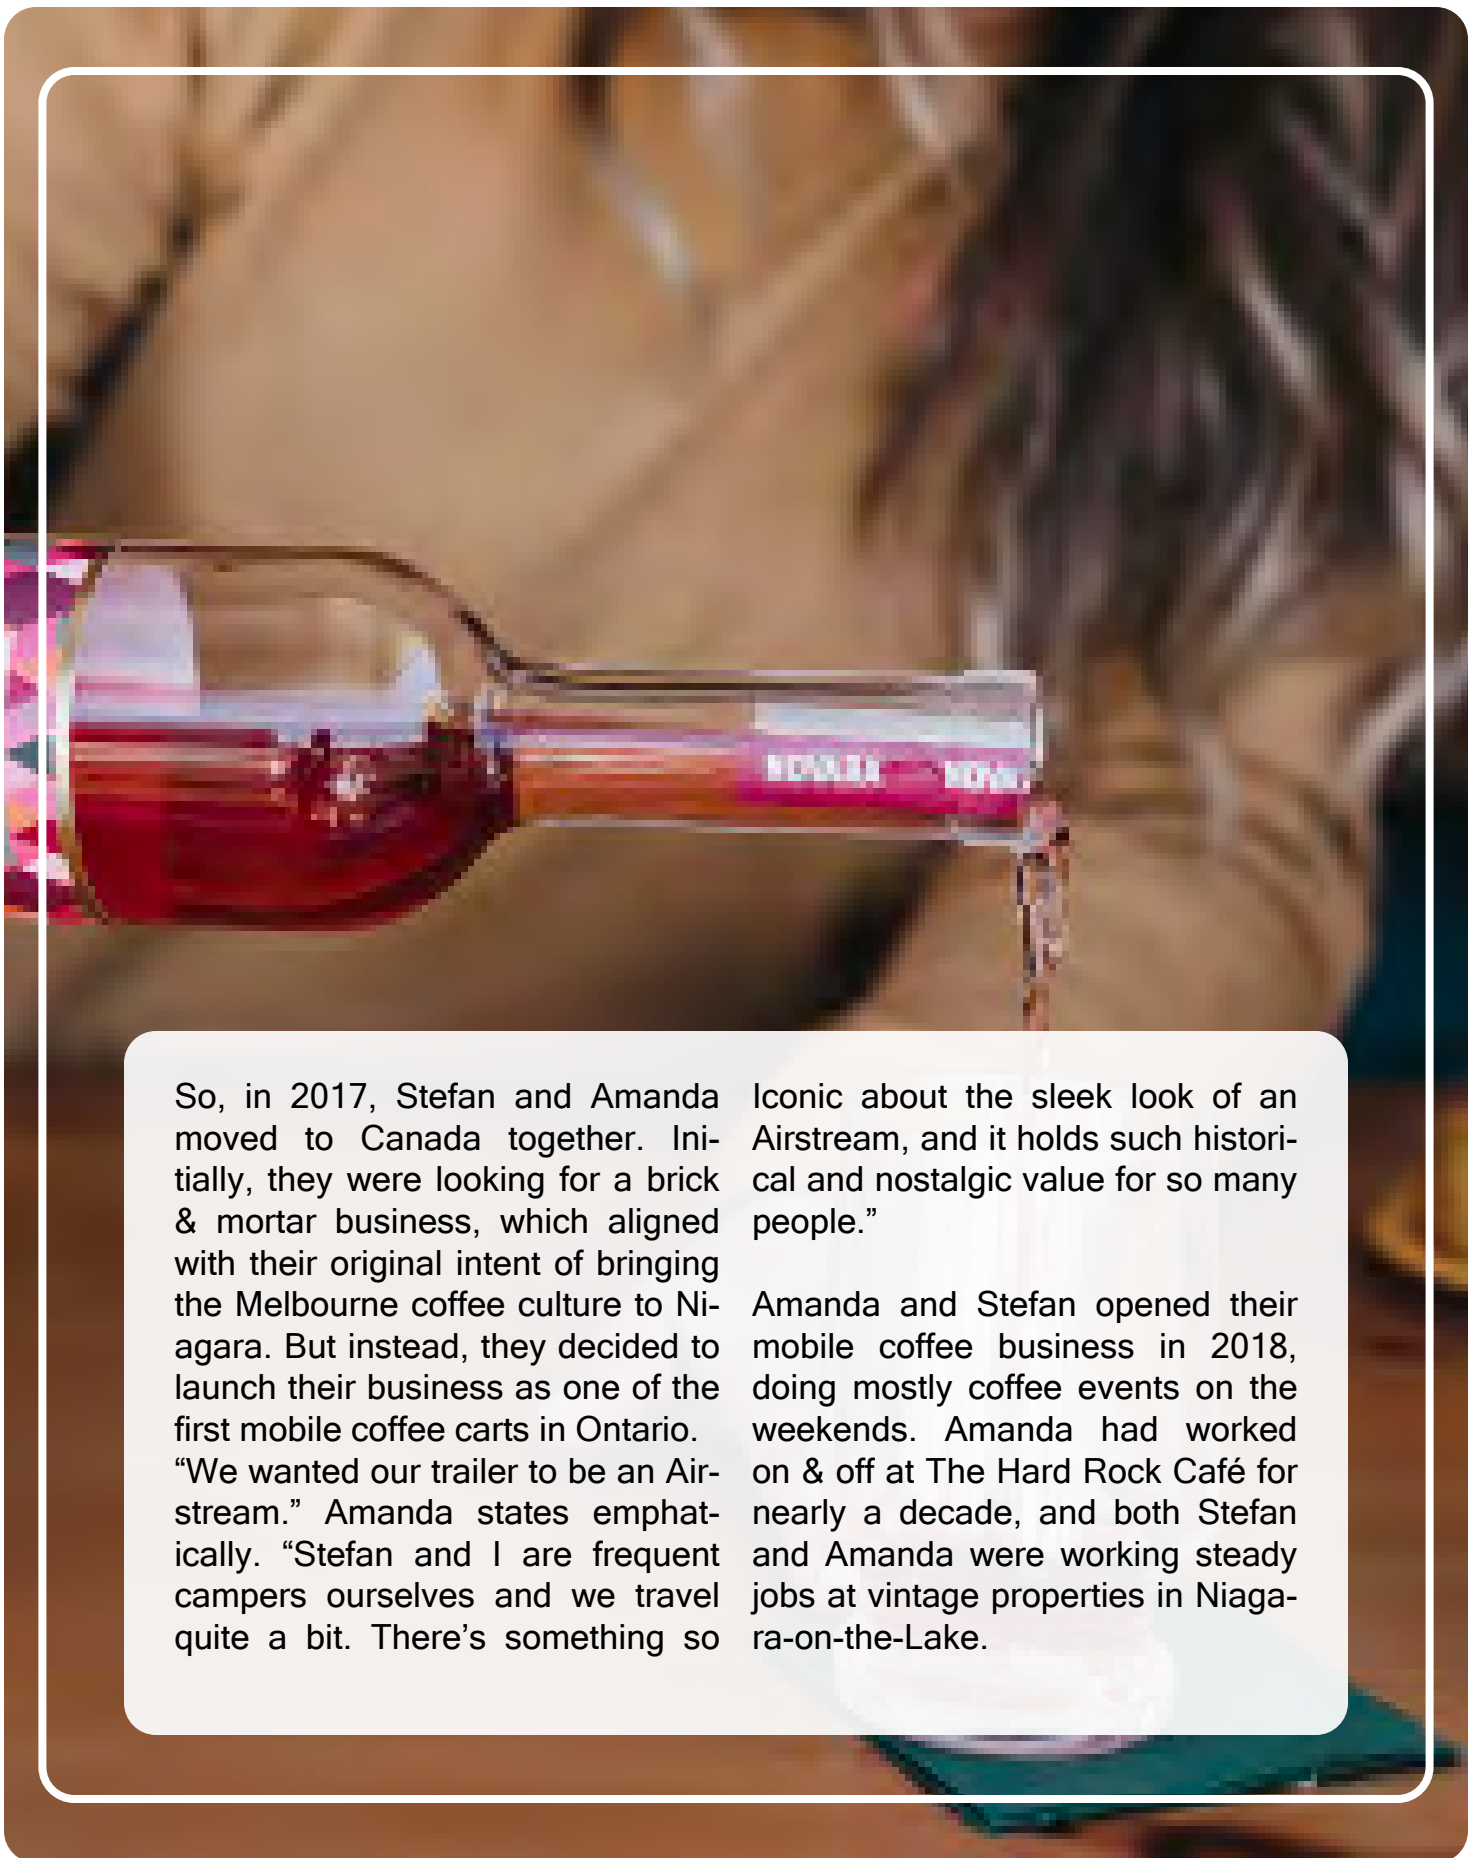 So, in 2017, Stefan and Amanda
moved to Canada together. Ini-
tially, they were looking for a brick
& mortar business, which aligned
with their original intent of bringing
the Melbourne coffee culture to Ni-
agara. But instead, they decided to
launch their business as one of the
first mobile coffee carts in Ontario.
“We wanted our trailer to be an Air-
stream.” Amanda states emphat-
ically. “Stefan and I are frequent
campers ourselves and we travel
quite a bit. There’s something so
Iconic about the sleek look of an
Airstream, and it holds such histori-
cal and nostalgic value for so many
people.”
Amanda and Stefan opened their
mobile coffee business in 2018,
doing mostly coffee events on the
weekends. Amanda had worked
on & off at The Hard Rock Café for
nearly a decade, and both Stefan
and Amanda were working steady
jobs at vintage properties in Niaga-
ra-on-the-Lake.